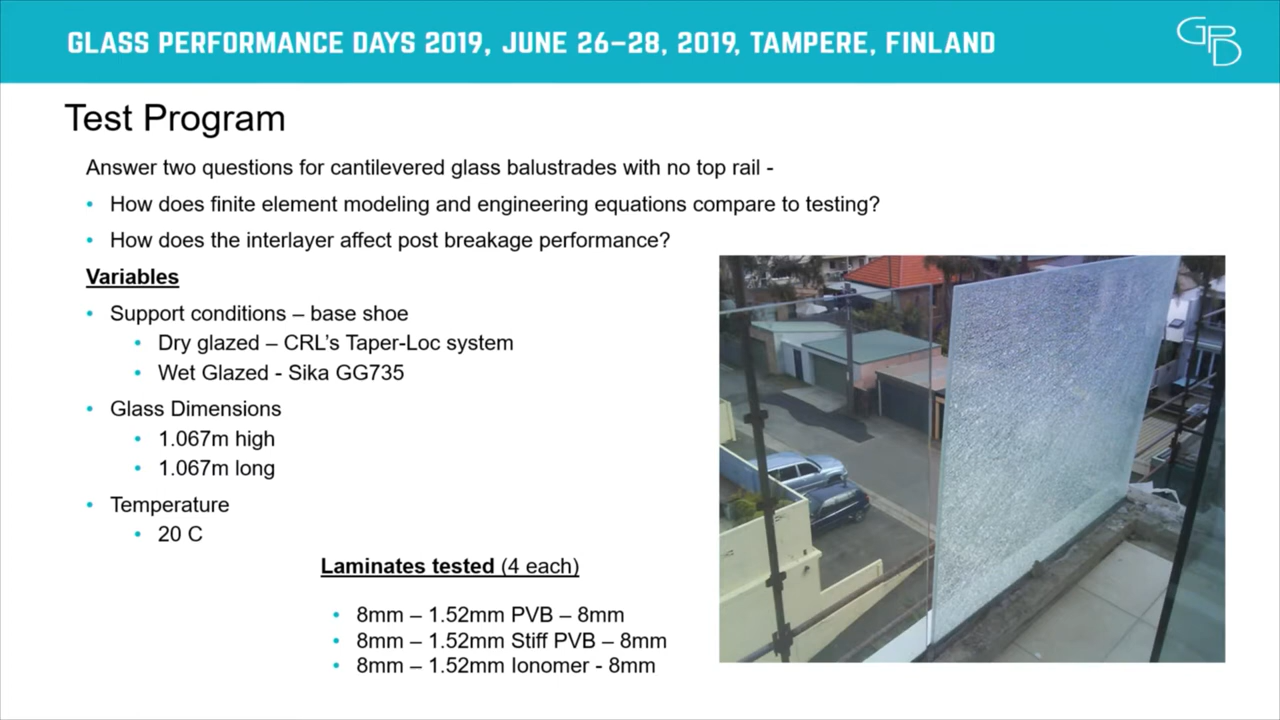 GLASS PERFORMANCE DAYS 2019, JUNE 26–28, 2019, TAMPERE, FINLAND
GPD
Test Program
Answer two questions for cantilevered glass balustrades with no top rail -
• How does finite element modeling and engineering equations compare to testing?
• How does the interlayer affect post breakage performance?
Variables
• Support conditions – base shoe
• Dry glazed – CRL's Taper-Loc system
• Wet Glazed - Sika GG735
• Glass Dimensions
• 1.067m high
• 1.067m long
• Temperature
• 20 C
Laminates tested (4 each)
• 8mm – 1.52mm PVB – 8mm
• 8mm – 1.52mm Stiff PVB – 8mm
• 8mm – 1.52mm Ionomer - 8mm